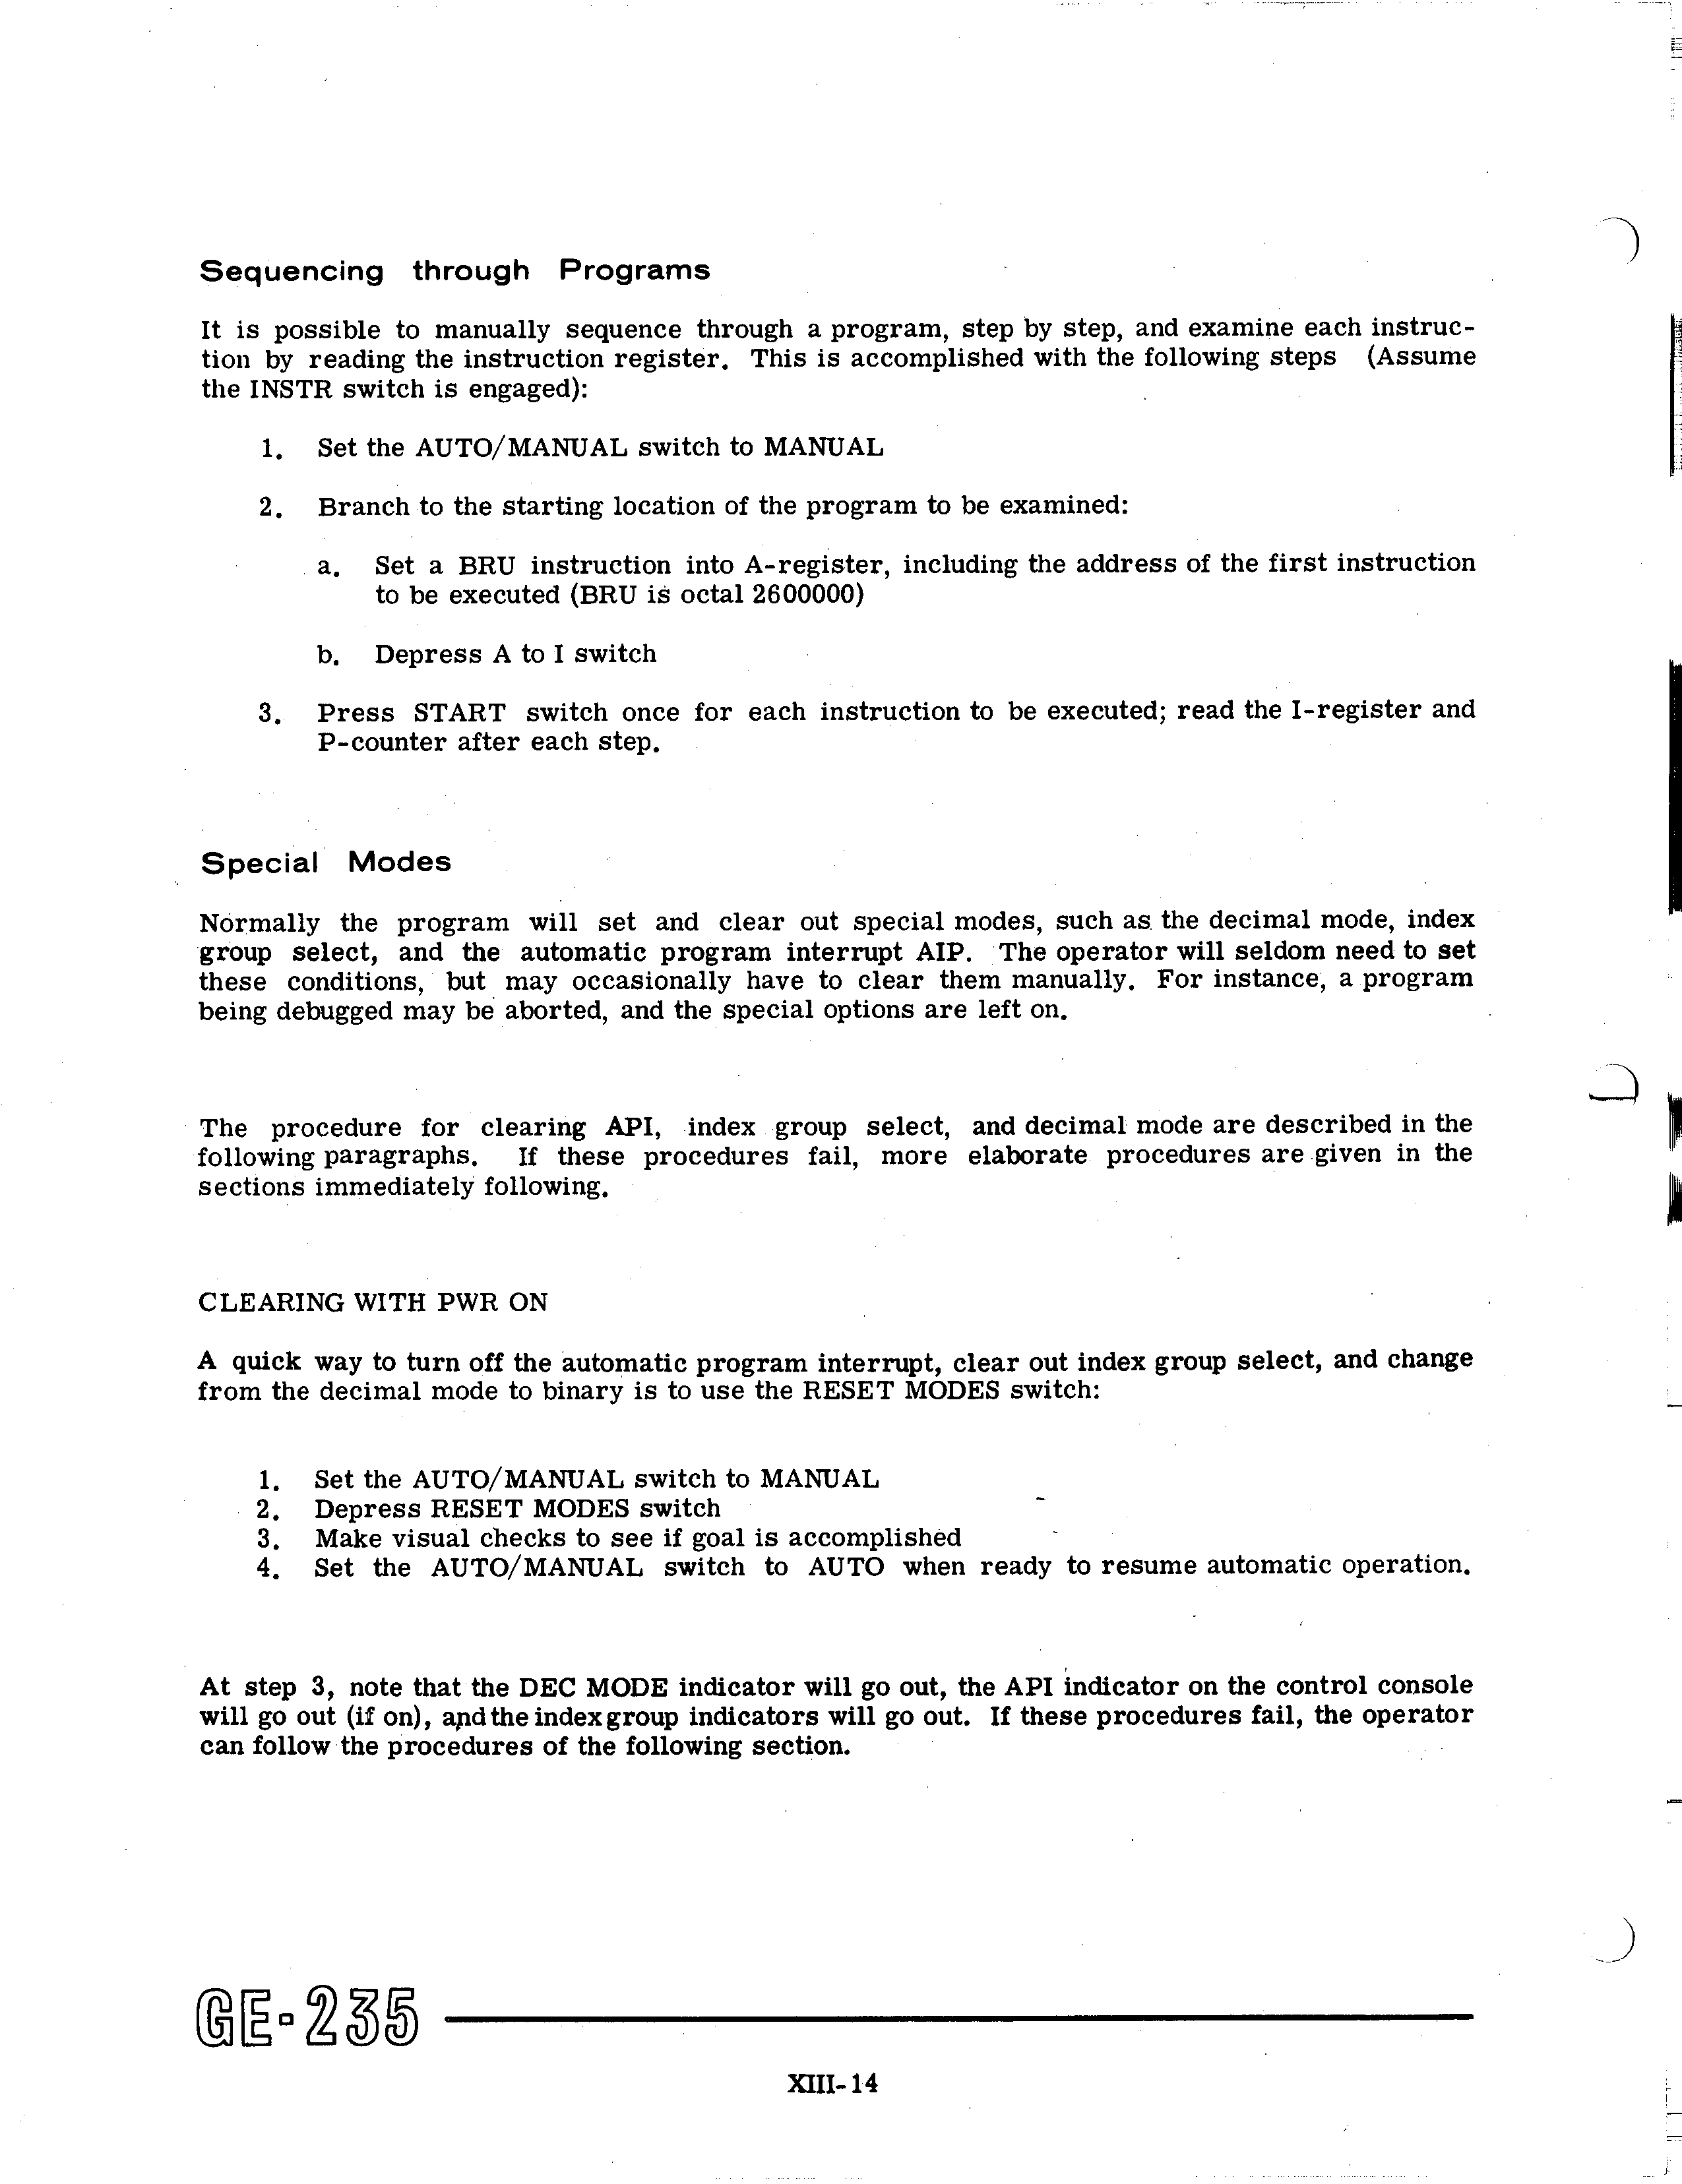 Sequencing through Programs
It is possible to manually sequence through a program, step by step, and examine each instruc-
tion by reading the instruction register. This is accomplished with the following steps (Assume
the INSTR switch is engaged):
1. Set the AUTO/MANUAL switch to MANUAL
2. Branch to the starting location of the program to be examined:
a. Set a BRU instruction into A-register, including the address of the first instruction
to be executed (BRU is octal 2600000)
b. Depress A to I switch
3. Press START switch once for each instruction to be executed; read the I-register and
P-counter after each step.
Special Modes
Normally the program will set and clear out special modes, such as the decimal mode, index
group select, and the automatic program interrupt AIP. The operator will seldom need to set
these conditions, but may occasionally have to clear them manually. For instance, a program
being debugged may be aborted, and the special options are left on.
The procedure for clearing API, index group select, and decimal mode are described in the
following paragraphs. If these procedures fail, more elaborate procedures are given in the
sections immediately following.
CLEARING WITH PWR ON
A quick way to turn off the automatic program interrupt, clear out index group select, and change
from the decimal mode to binary is to use the RESET MODES switch:
1. Set the AUTO/MANUAL switch to MANUAL
2. Depress RESET MODES switch
3. Make visual checks to see if goal is accomplished
4. Set the AUTO/MANUAL switch to AUTO when ready to resume automatic operation.
At step 3, note that the DEC MODE indicator will go out, the API indicator on the control console
will go out (if on), and the index group indicators will go out. If these procedures fail, the operator
can follow the procedures of the following section.
GE-235
XIII-14